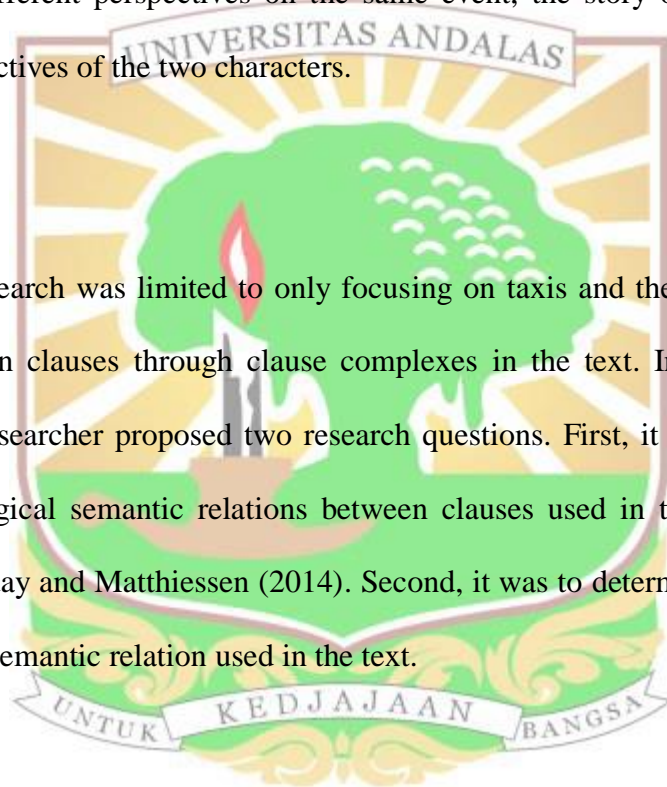 fferent perspectives on the same event, the story o
UNIVERSITAS ANDALAS
ctives of the two characters.
earch was limited to only focusing on taxis and the
n clauses through clause complexes in the text. I
searcher proposed two research questions. First, it
gical semantic relations between clauses used in t
ay and Matthiessen (2014). Second, it was to determ
semantic relation used in the text.
UNTUK KEDJAJAAN BANGSA